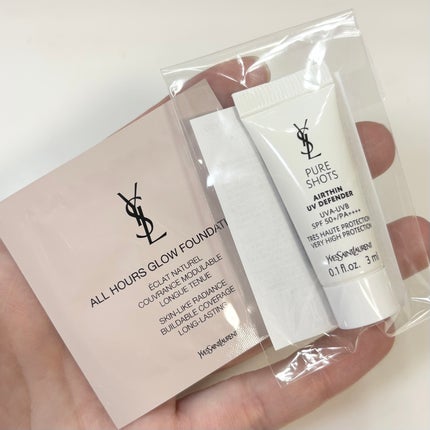 YSL
ALL HOURS GLOW FOUNDATI
ECLAT NATUREL
COUVRANCE MODULABLE
LONGUE TENUE
SKIN-LIKE RADIANCE
BUILDABLE COVERAGE
LONG-LASTING
YVESSAINTLAURENT
YSL
PURE
SHOTS
AIRTHIN
UV DEFENDER
UVA-UVB
SPF 50+/PA++++
TRÈS HAUTE PROTECTION
VERY HIGH PROTECTION
YVESSAINTLAURENT
0.1 fl.oz. 3 ml